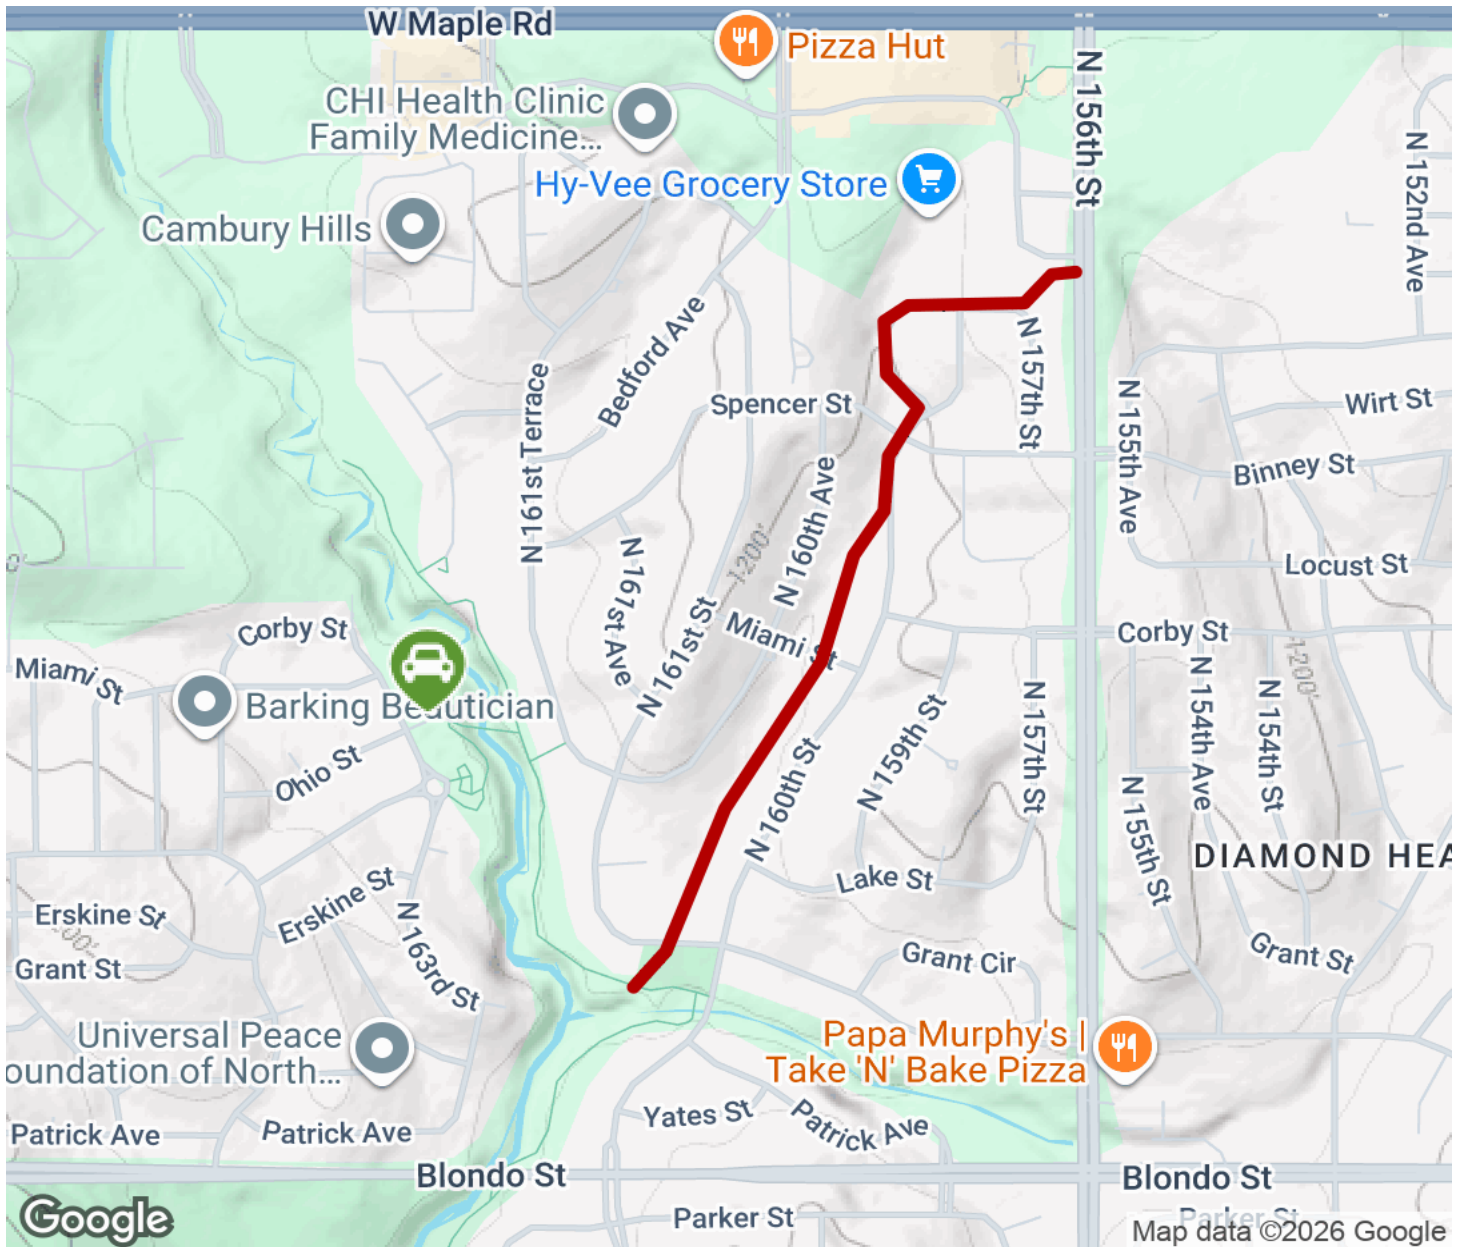 W Maple Rd
Pizza Hut
N 156th St
CHI Health Clinic
Family Medicine...
N 152nd Ave
Hy-Vee Grocery Store
Cambury Hills
Bedford Ave
N 157th St
N 161st Terrace
Spencer St
N 155th Ave
Wirt St
Binney St
N 160th Ave
1200'
N 161st Ave
Locust St
Corby St
Miami St
Corby St
Miami St
N 161st St
1200'
N 154th Ave
N 154th St
Barking Beautician
N 157th St
N 159th St
N 160th St
Ohio St
N 155th St
DIAMOND HEA
Lake St
Erskine St
Erskine St
N 163rd St
1200'
Grant St
Grant Cir
Grant St
Universal Peace
oundation of North...
Papa Murphy's |
Take 'N' Bake Pizza
Yates St
Patrick Ave
Patrick Ave
Patrick Ave
Blondo St
Blondo St
Google
Parker St
Parker St
Map data ©2026 Google